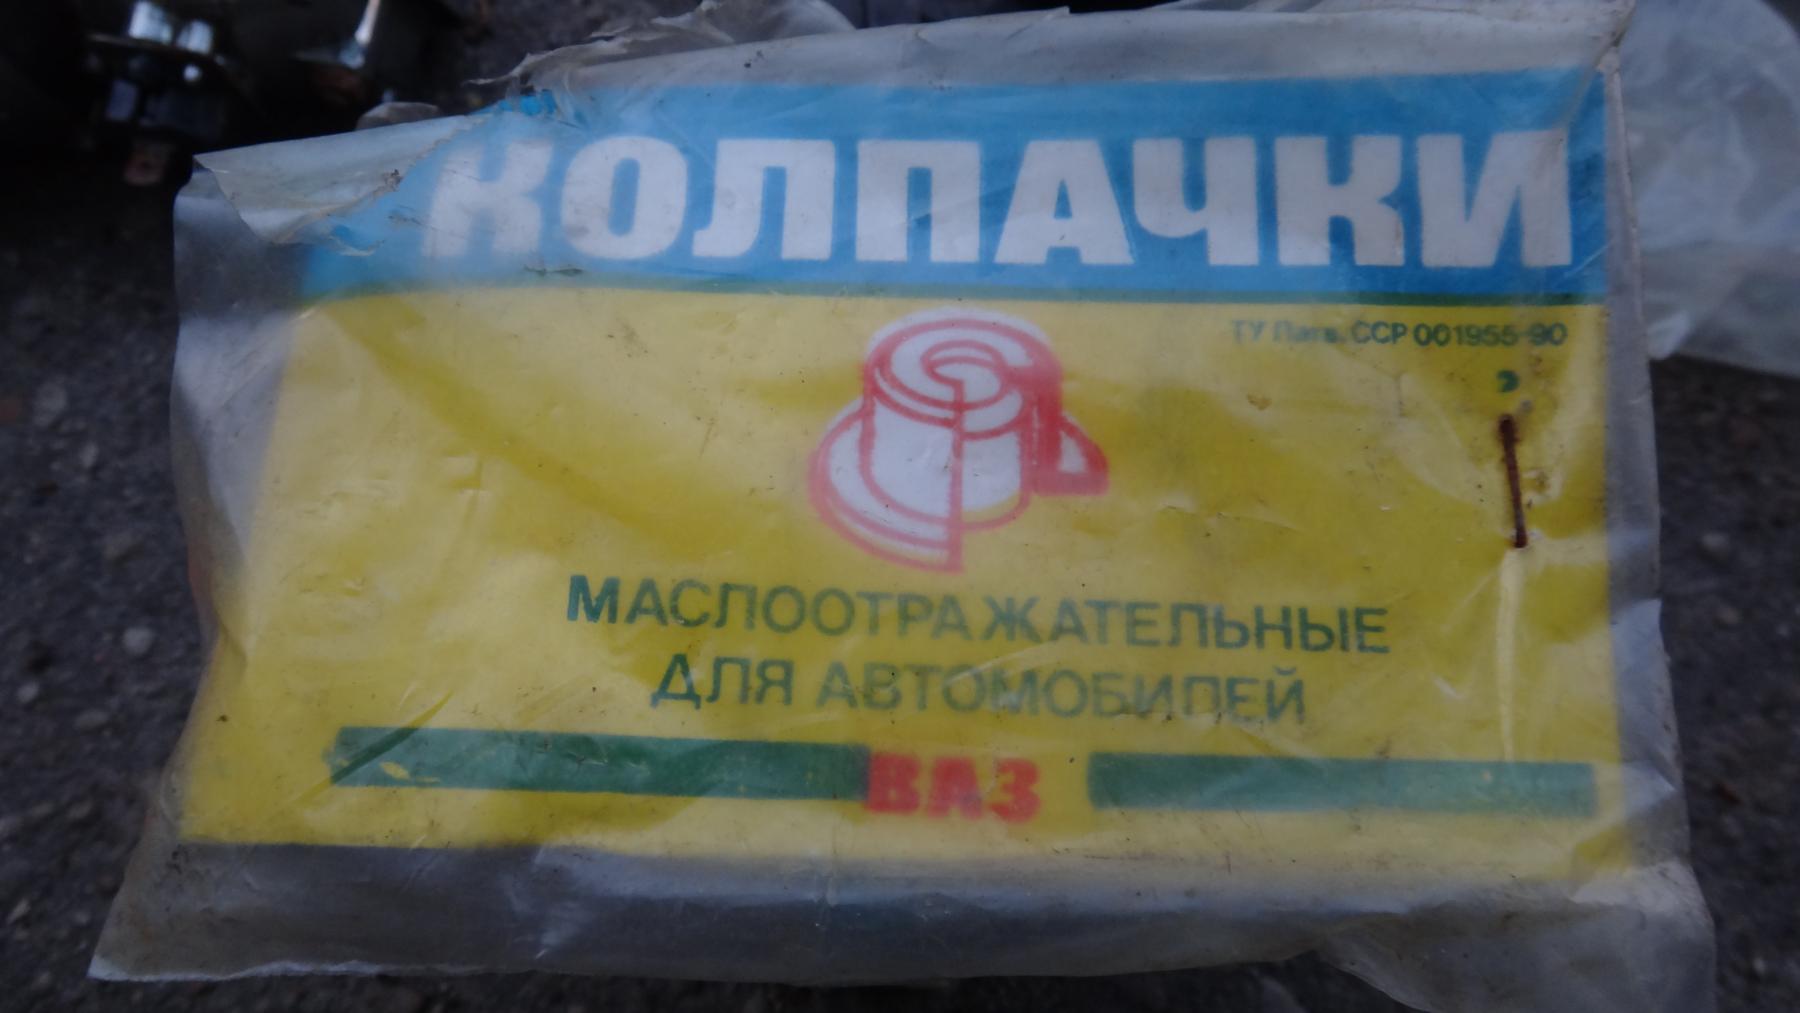 КОЛПАЧКИ
ТУ Латв. ССР 001955-90
МАСЛООТРАЖАТЕЛЬНЫЕ
ДЛЯ АВТОМОБИЛЕЙ
ВАЗ